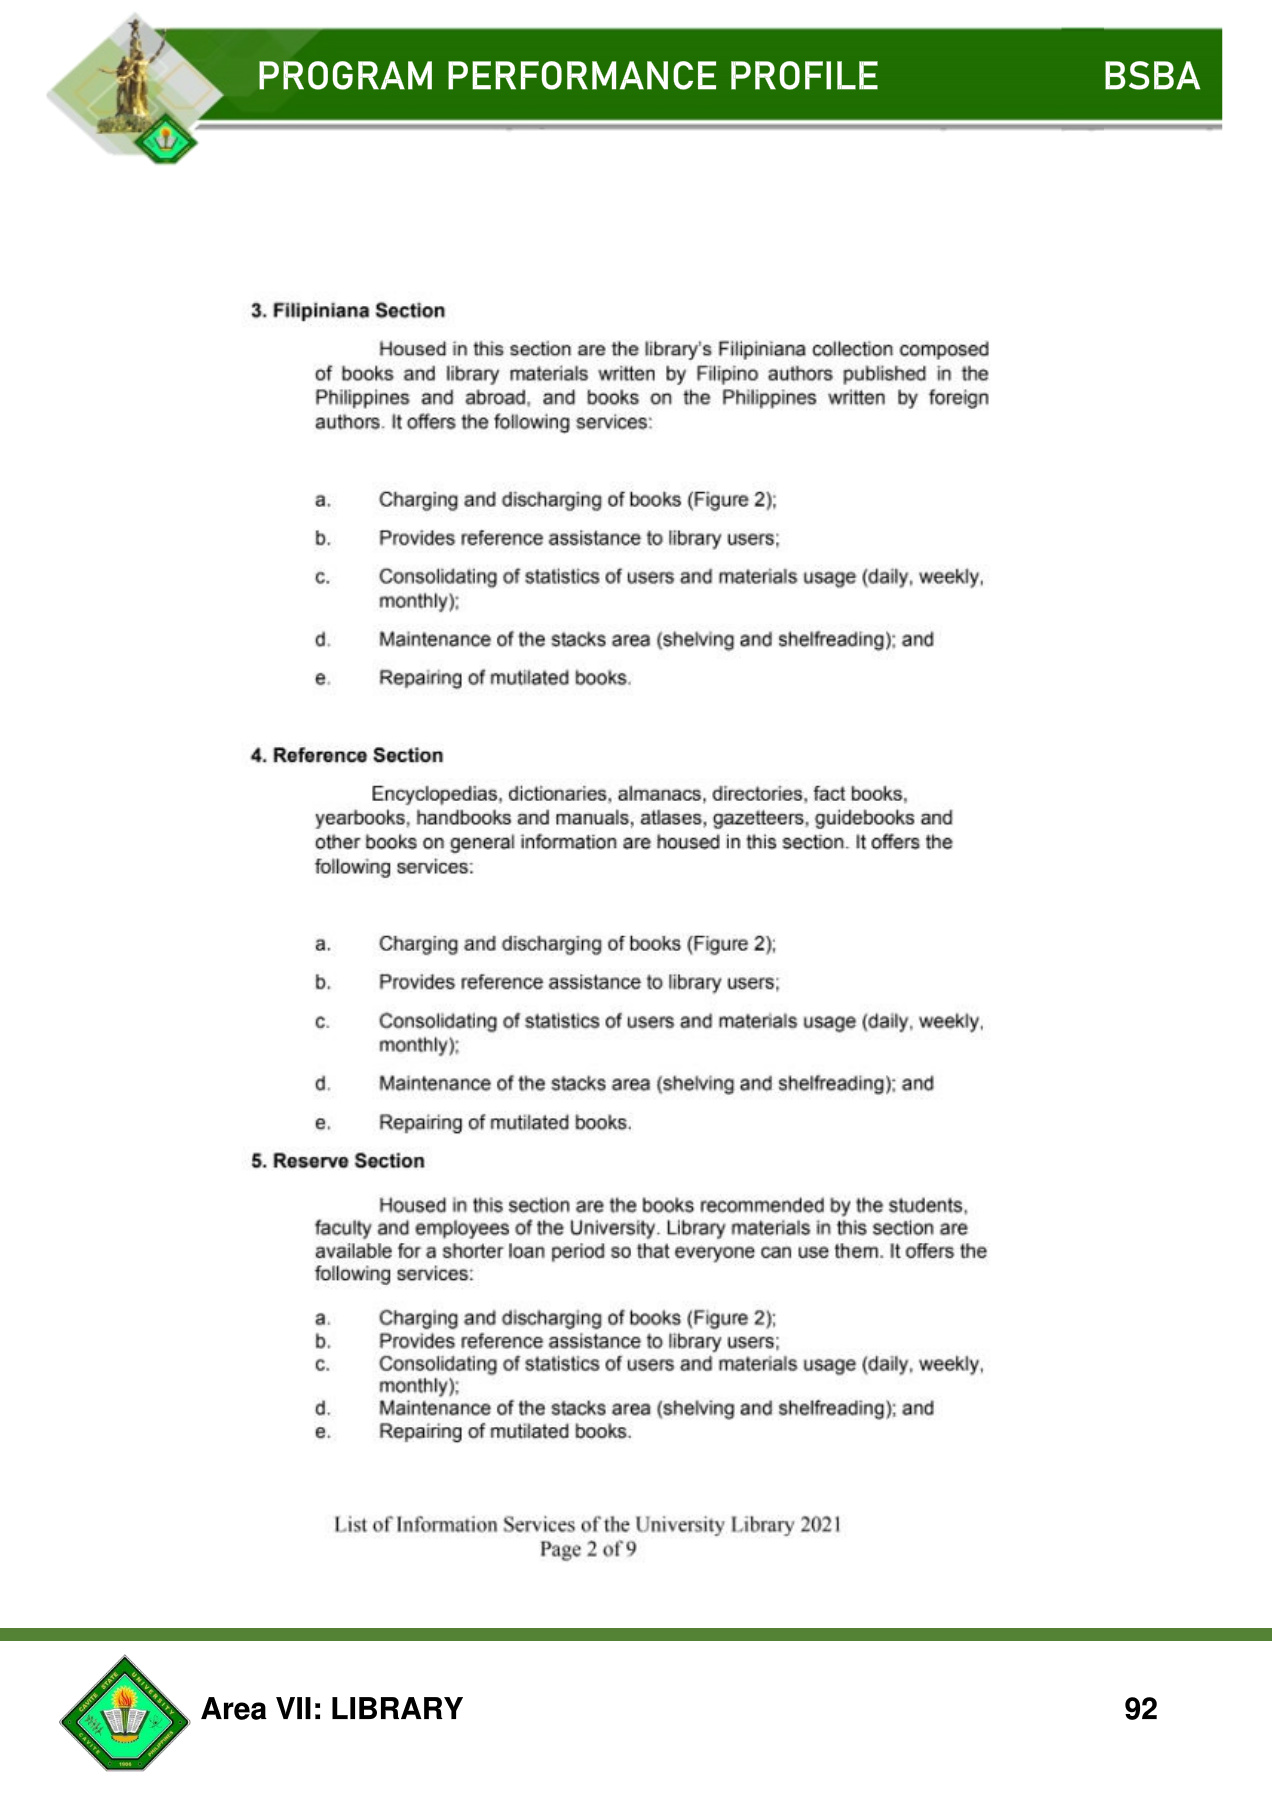 PROGRAM PERFORMANCE PROFILE BSBA
3. Filipiniana Section
Housed in this section are the library's Filipiniana collection composed
of books and library materials written by Filipino authors published in the
Philippines and abroad, and books on the Philippines written by foreign
authors. It offers the following services:
a. Charging and discharging of books (Figure 2);
b. Provides reference assistance to library users;
c. Consolidating of statistics of users and materials usage (daily, weekly,
monthly);
d. Maintenance of the stacks area (shelving and shelfreading); and
e. Repairing of mutilated books.
4. Reference Section
Encyclopedias, dictionaries, almanacs, directories, fact books,
yearbooks, handbooks and manuals, atlases, gazetteers, guidebooks and
other books on general information are housed in this section. It offers the
following services:
a. Charging and discharging of books (Figure 2);
b. Provides reference assistance to library users;
c. Consolidating of statistics of users and materials usage (daily, weekly,
monthly);
d. Maintenance of the stacks area (shelving and shelfreading); and
e. Repairing of mutilated books.
5. Reserve Section
Housed in this section are the books recommended by the students,
faculty and employees of the University. Library materials in this section are
available for a shorter loan period so that everyone can use them. It offers the
following services:
a. Charging and discharging of books (Figure 2);
b. Provides reference assistance to library users;
c. Consolidating of statistics of users and materials usage (daily, weekly,
monthly);
d. Maintenance of the stacks area (shelving and shelfreading); and
e. Repairing of mutilated books.
List of Information Services of the University Library 2021
Page 2 of 9
CAVITE STATE UNIVERSITY
CAVITE 1906 PHILIPPINES
Area VII: LIBRARY 92